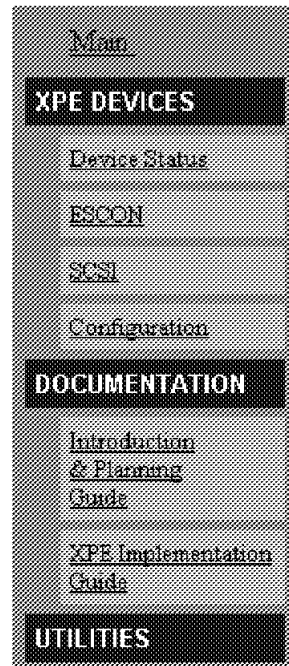 Main
XPE DEVICES
Device Status
ESCON
SCSI
Configuration
DOCUMENTATION
Introduction
& Planning
Guide
XPE Implementation
Guide
UTILITIES